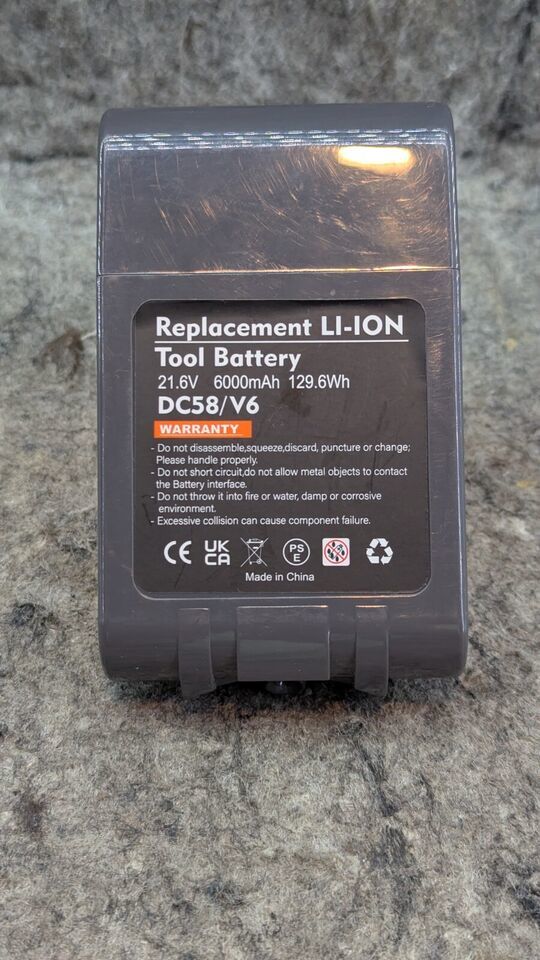 Replacement LI-ION
Tool Battery
21.6V 6000mAh 129.6Wh
DC58/V6
WARRANTY
- Do not disassemble,squeeze,discard, puncture or change;
Please handle properly.
- Do not short circuit,do not allow metal objects to contact
the Battery interface.
- Do not throw it into fire or water, damp or corrosive
environment.
- Excessive collision can cause component failure.
CE UK CA PS E
Made in China